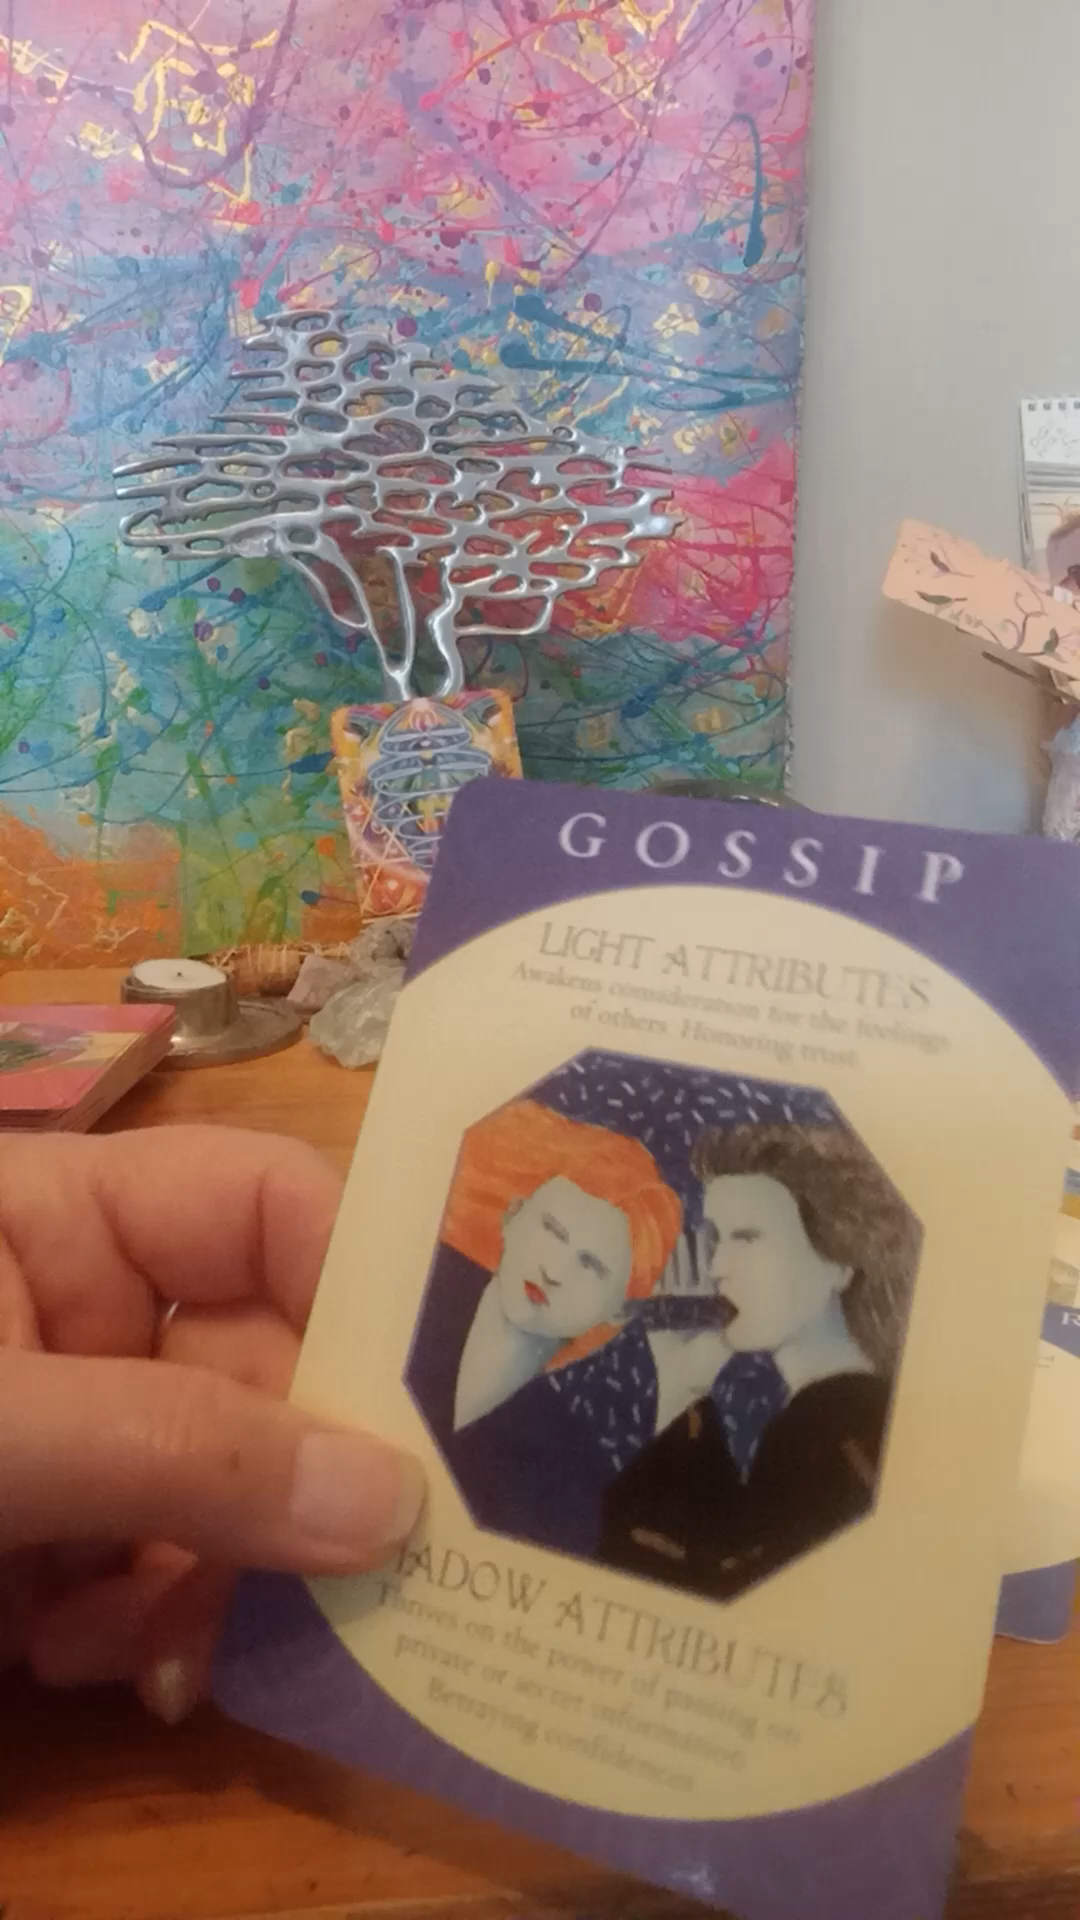 GOSSIP
LIGHT ATTRIBUTES
Awakens consideration for the feelings
of others. Honoring trust.
ADOW ATTRIBUTES
Thrives on the power of passing on
private or secret information.
Betraying confidences.